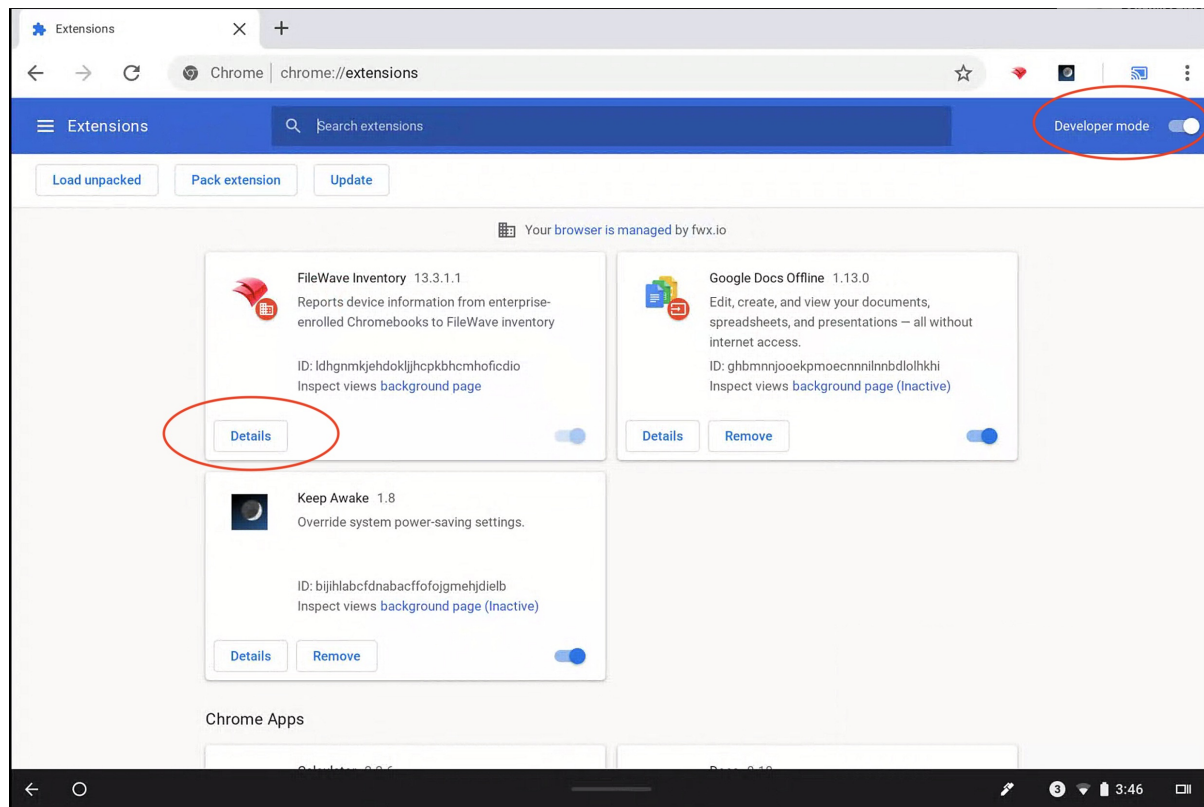 Extensions
Chrome chrome://extensions
Extensions
Search extensions
Developer mode
Load unpacked
Pack extension
Update
Your browser is managed by fwx.io
FileWave Inventory 13.3.1.1
Reports device information from enterprise-
enrolled Chromebooks to FileWave inventory
ID: ldhgnmkjehdokljjhcpkbhcmhoficdio
Inspect views background page
Details
Google Docs Offline 1.13.0
Edit, create, and view your documents,
spreadsheets, and presentations — all without
internet access.
ID: ghbmnnjooekpmoecnnnilnnbdlolhkhi
Inspect views background page (Inactive)
Details
Remove
Keep Awake 1.8
Override system power-saving settings.
ID: bijihlabcfdnabacffofojgmehjdielb
Inspect views background page (Inactive)
Details
Remove
Chrome Apps
3
3:46